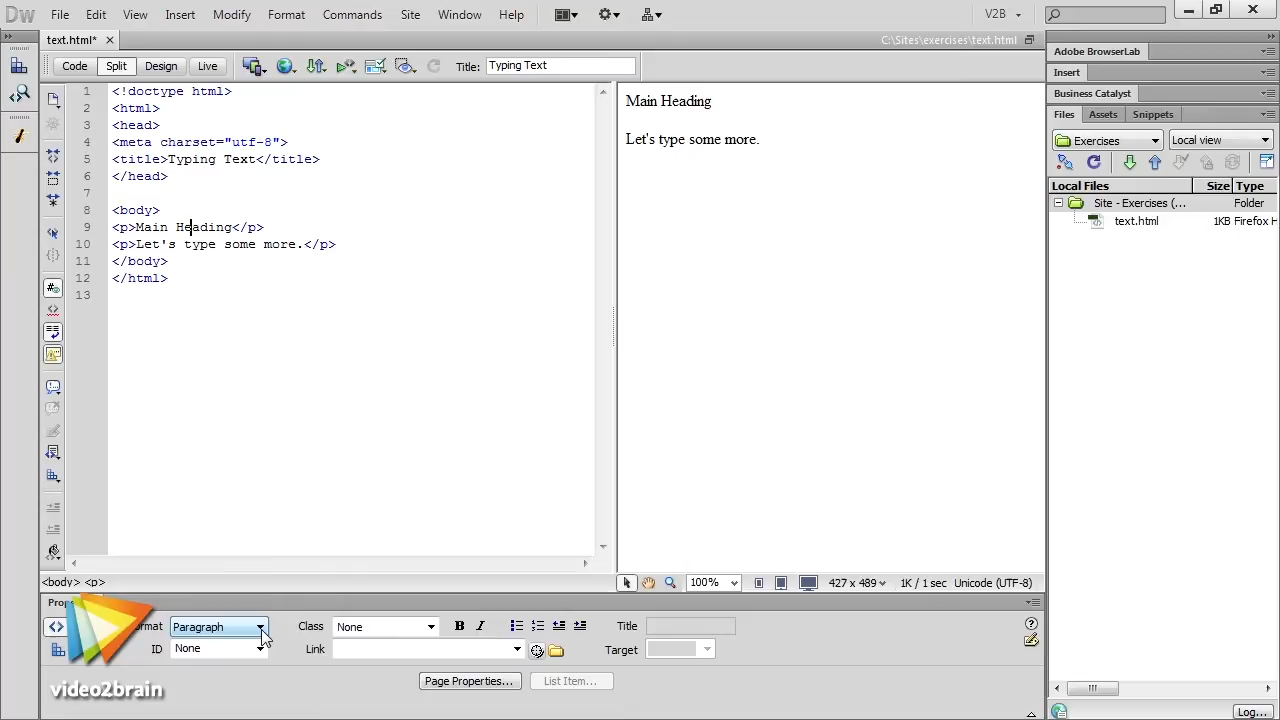 Dw File Edit View Insert Modify Format Commands Site Window Help V2B
text.html* C:\Sites\exercises\text.html
Code Split Design Live Title: Typing Text
1 <!doctype html>
2 <html>
3 <head>
4 <meta charset="utf-8">
5 <title>Typing Text</title>
6 </head>
7
8 <body>
9 <p>Main Heading</p>
10 <p>Let's type some more.</p>
11 </body>
12 </html>
13
Main Heading
Let's type some more.
Adobe BrowserLab
Insert
Business Catalyst
Files Assets Snippets
Exercises Local view
Local Files Size Type
Site - Exercises (... Folder
text.html 1KB Firefox H
<body> <p> 100% 427 x 489 1K / 1 sec Unicode (UTF-8)
Format Paragraph Class None B I Title
ID None Link Target
Page Properties... List Item...
video2brain
Log...